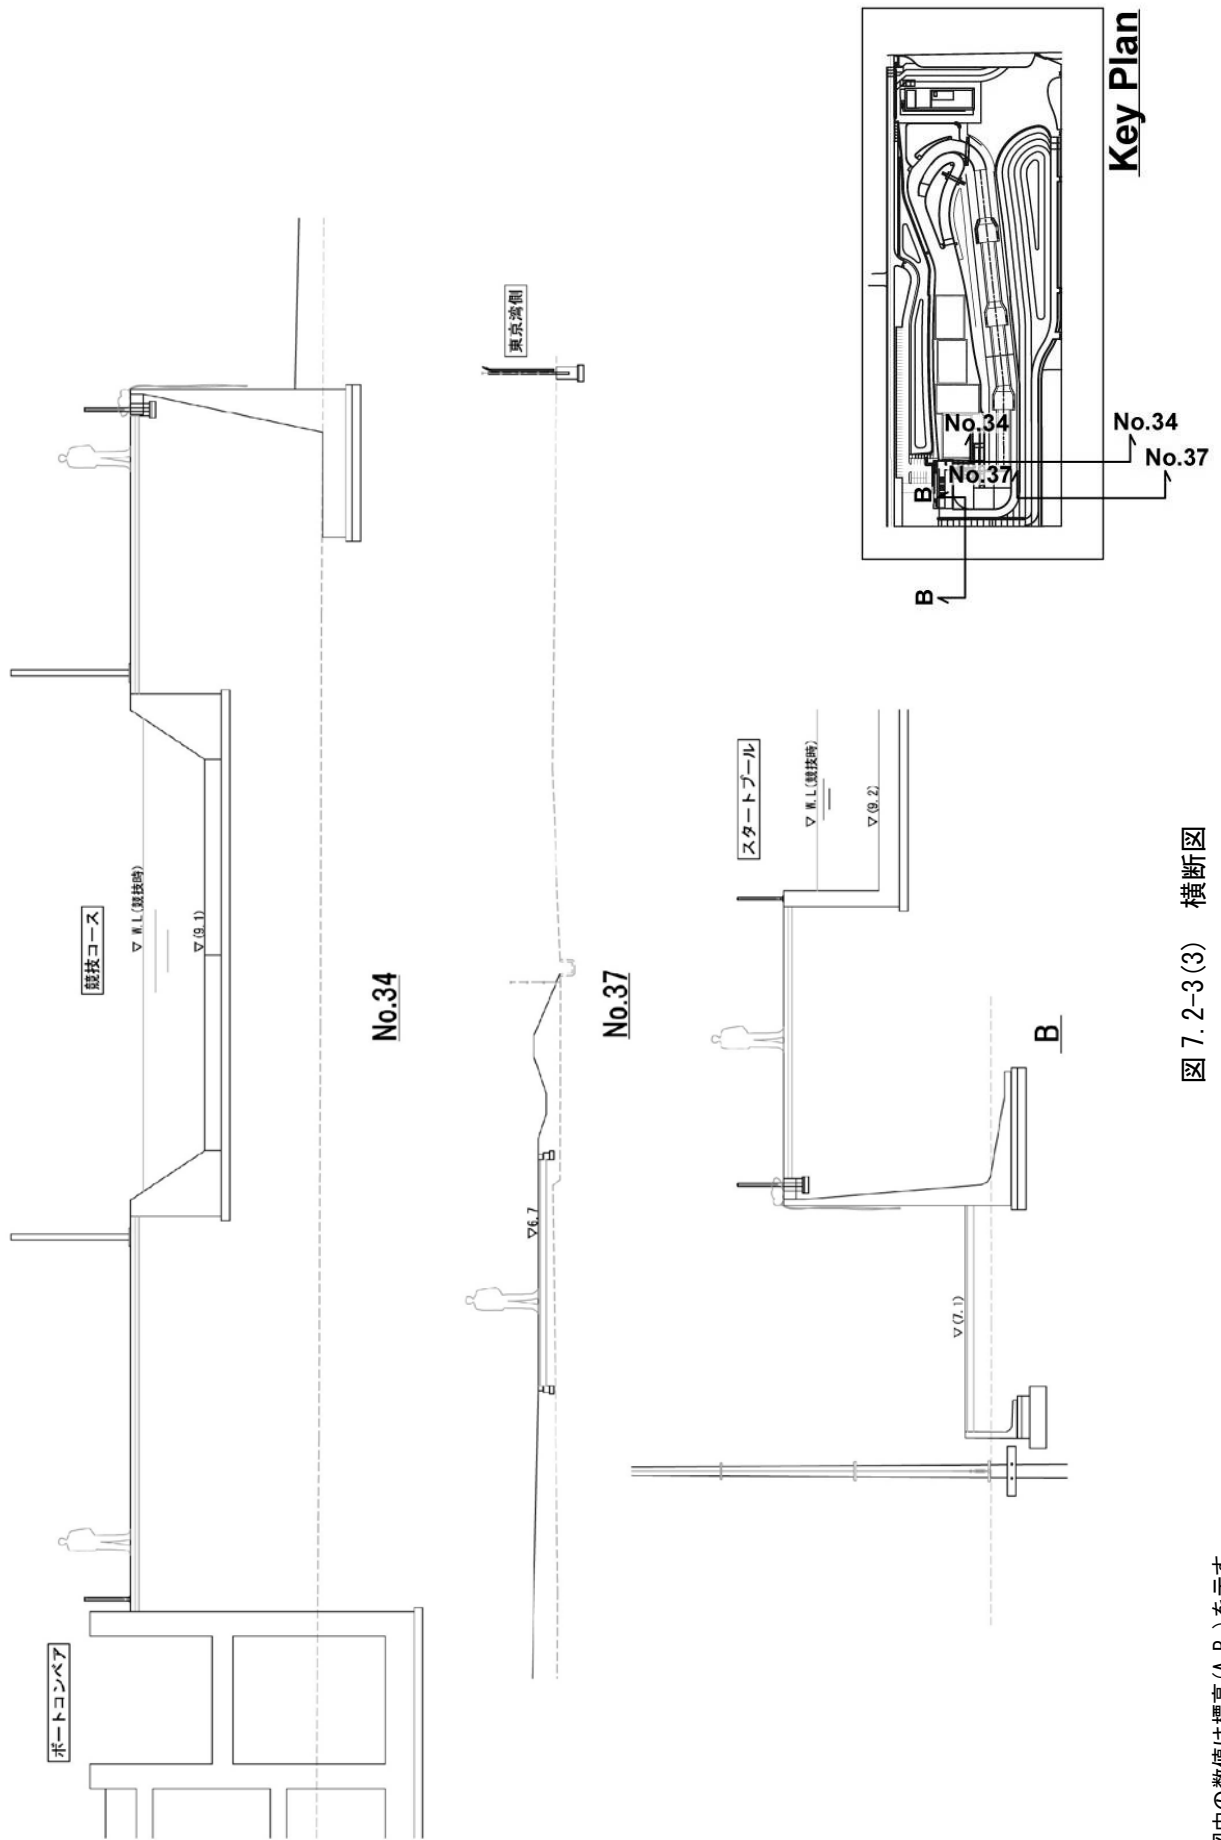 ボートコンベア
競技コース
▽ W.L(競技時)
▽(9.1)
No.34
東京湾側
▽6.7
No.37
スタートプール
▽ W.L(競技時)
▽(9.2)
▽(7.1)
B
Key Plan
No.34
No.37
B
B
No.34
No.37
図 7.2-3(3) 横断図
中の数値は標高(A.P.)を示す